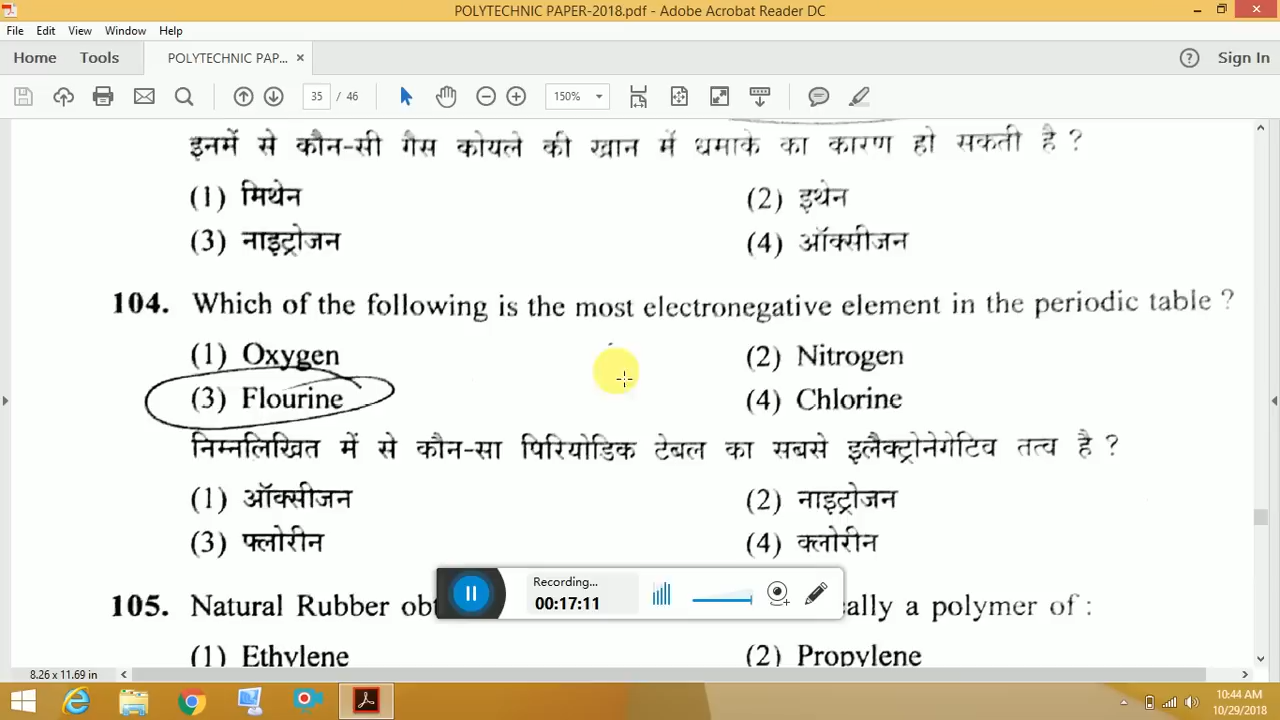 POLYTECHNIC PAPER-2018.pdf - Adobe Acrobat Reader DC
File Edit View Window Help
Home Tools POLYTECHNIC PAP... × Sign In
35 / 46 150%
इनमें से कौन-सी गैस कोयले की खान में धमाके का कारण हो सकती है ?
(1) मिथेन (2) इथेन
(3) नाइट्रोजन (4) ऑक्सीजन
104. Which of the following is the most electronegative element in the periodic table ?
(1) Oxygen (2) Nitrogen
(3) Flourine (4) Chlorine
निम्नलिखित में से कौन-सा पिरियोडिक टेबल का सबसे इलैक्ट्रोनेगेटिव तत्व है ?
(1) ऑक्सीजन (2) नाइट्रोजन
(3) फ्लोरीन (4) क्लोरीन
Recording...
00:17:11
105. Natural Rubber ally a polymer of :
(1) Ethylene (2) Propylene
8.26 x 11.69 in
10:44 AM
10/29/2018